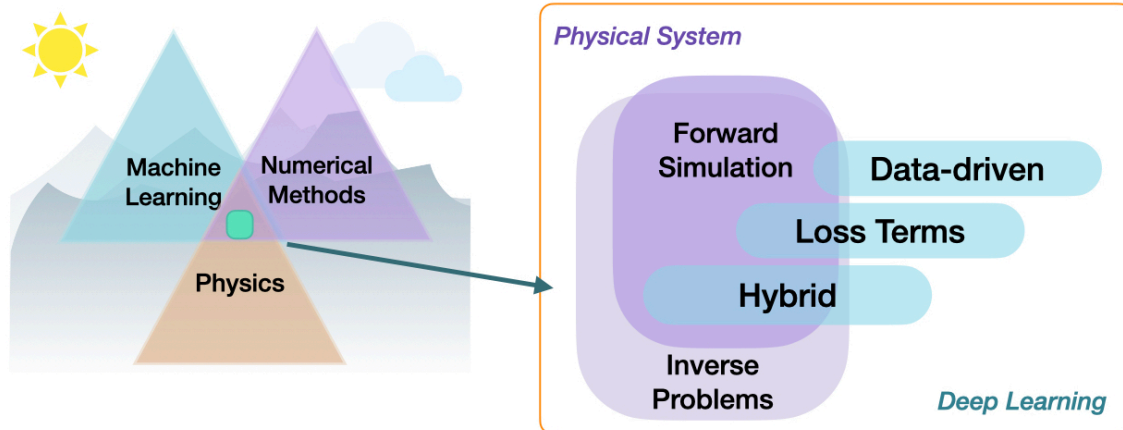 Machine
Learning
Numerical
Methods
Physics
Physical System
Forward
Simulation
Data-driven
Loss Terms
Hybrid
Inverse
Problems
Deep Learning